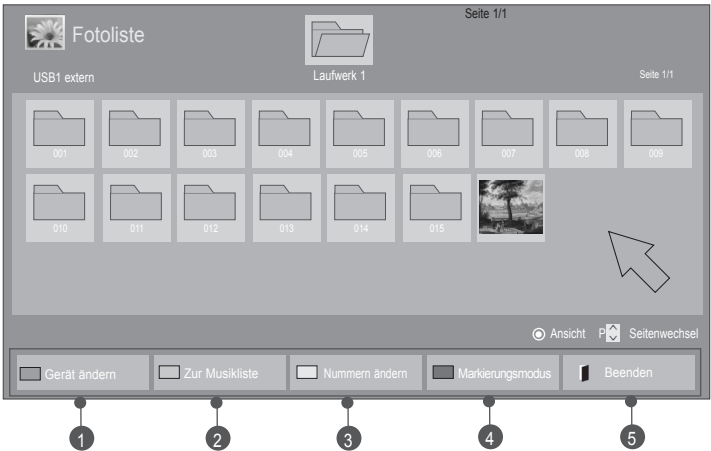 Seite 1/1
Fotoliste
Laufwerk 1
USB1 extern
Seite 1/1
001 002 003 004 005 006 007 008 009
010 011 012 013 014 015
Ansicht P Seitenwechsel
Gerät ändern Zur Musikliste Nummern ändern Markierungsmodus Beenden
1 2 3 4 5